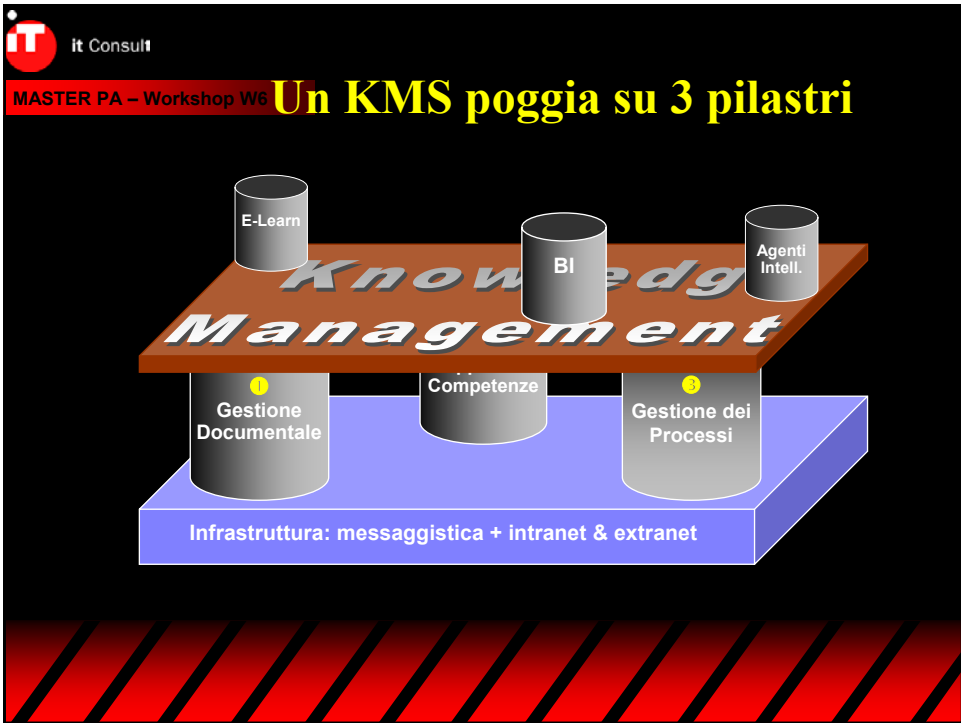 iT
it Consult
MASTER PA – Workshop W6
Un KMS poggia su 3 pilastri
E-Learn
BI
Agenti
Intell.
Management
1
Gestione
Documentale
Competenze
3
Gestione dei
Processi
Infrastruttura: messaggistica + intranet & extranet